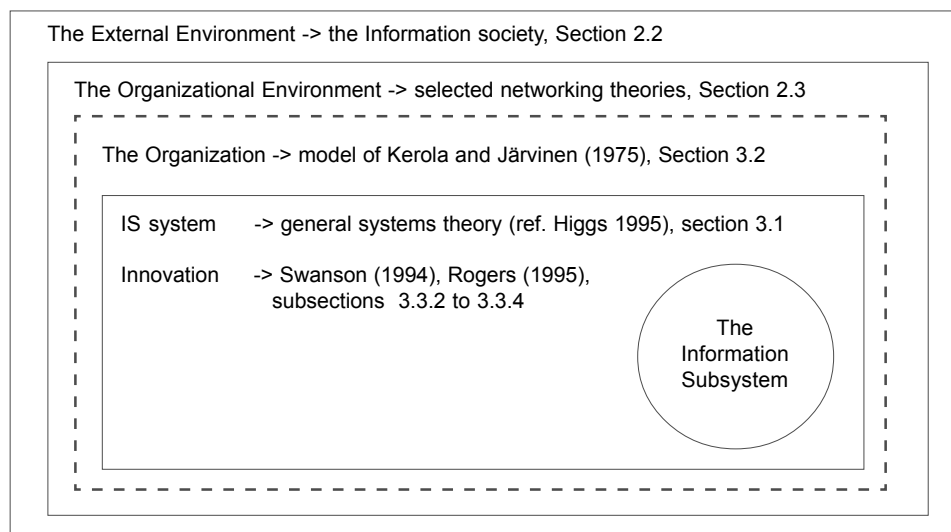 The External Environment -> the Information society, Section 2.2
The Organizational Environment -> selected networking theories, Section 2.3
The Organization -> model of Kerola and Järvinen (1975), Section 3.2
IS system -> general systems theory (ref. Higgs 1995), section 3.1
Innovation -> Swanson (1994), Rogers (1995),
subsections 3.3.2 to 3.3.4
The
Information
Subsystem